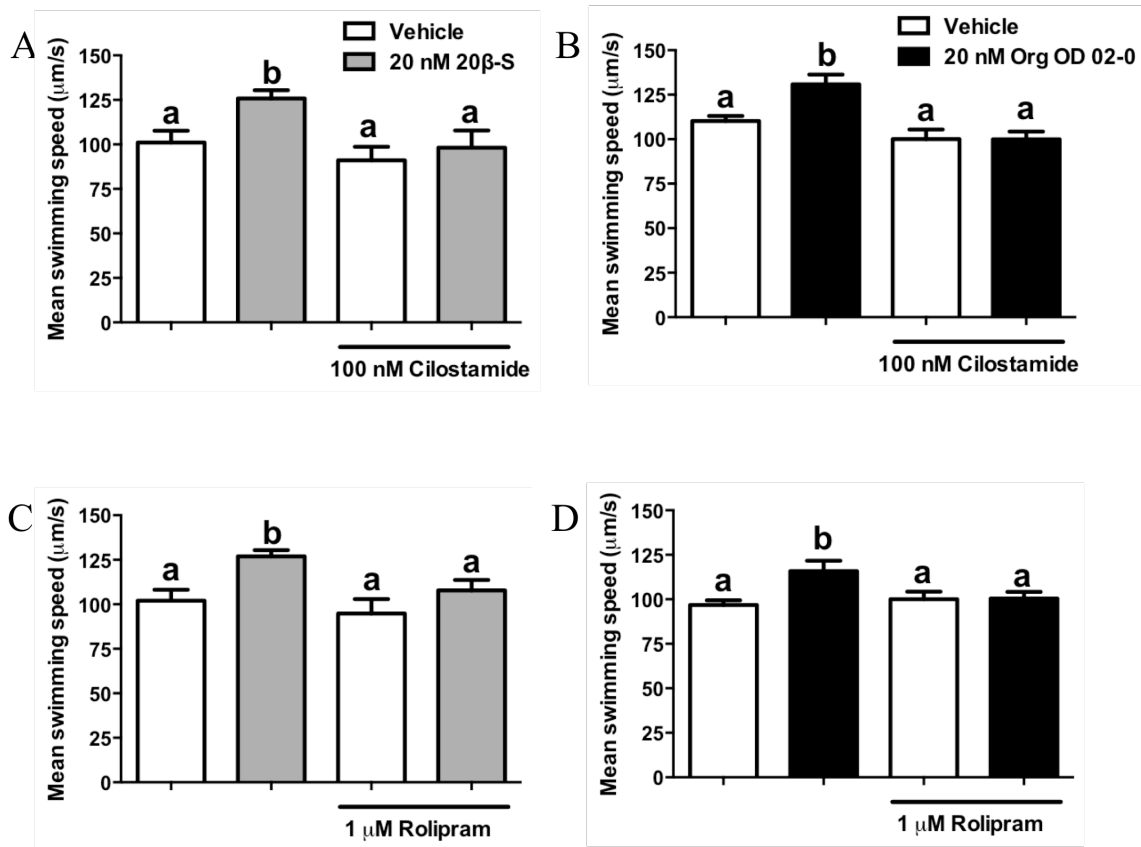 A
Vehicle
20 nM 20β-S
Mean swimming speed (μm/s)
150
125
100
75
50
25
0
a
b
a
a
100 nM Cilostamide
B
Vehicle
20 nM Org OD 02-0
Mean swimming speed (μm/s)
150
125
100
75
50
25
0
a
b
a
a
100 nM Cilostamide
C
Mean swimming speed (μm/s)
150
125
100
75
50
25
0
a
b
a
a
1 μM Rolipram
D
Mean swimming speed (μm/s)
150
125
100
75
50
25
0
a
b
a
a
1 μM Rolipram